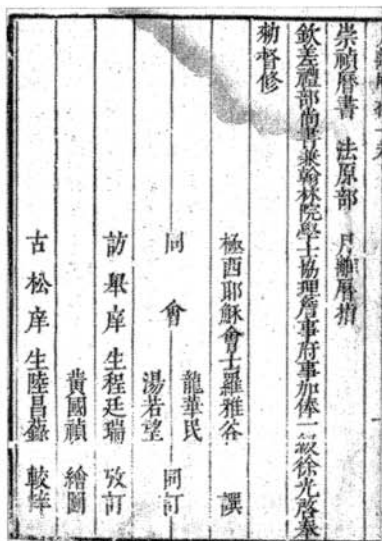 崇禎曆書 法原部 月離曆指
欽差禮部尚書兼翰林院學士協理詹事府事加俸一級徐光啓奉
勅督修
極西耶穌會士羅雅谷 譔
同會 龍華民 湯若望 同訂
訪舉庠生程廷瑞 攷訂
黃國禎 繪圖
古松庠生陸昌 較梓